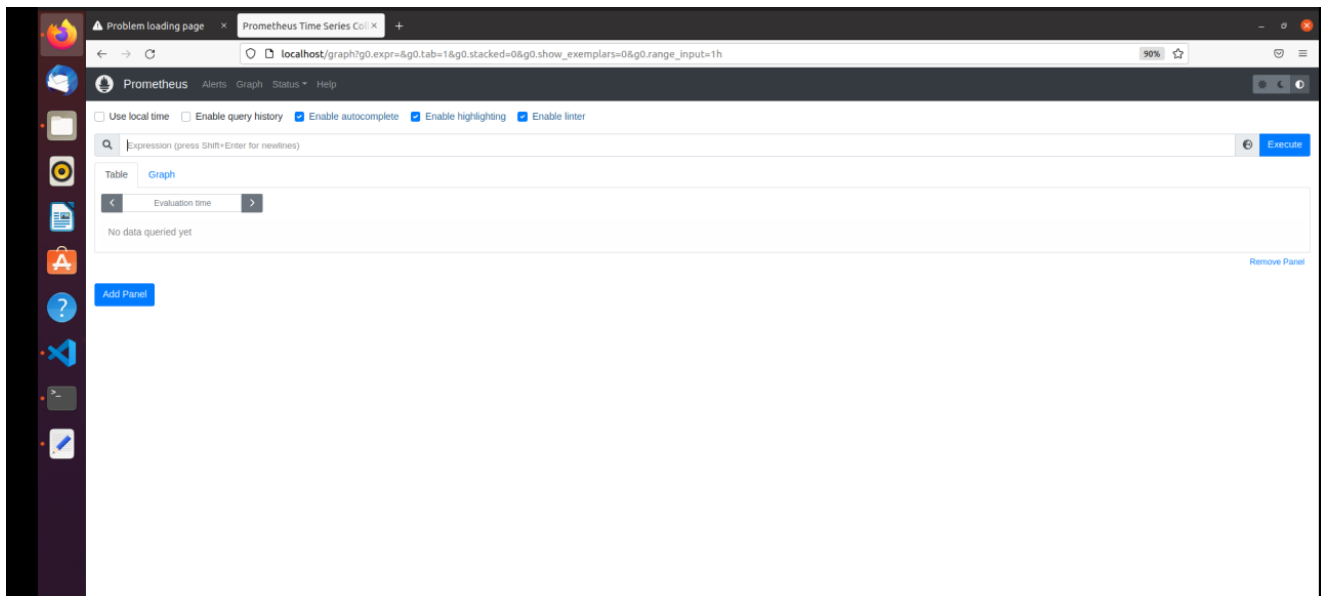 Problem loading page × Prometheus Time Series Col × +
localhost/graph?g0.expr=&g0.tab=1&g0.stacked=0&g0.show_exemplars=0&g0.range_input=1h 90%
Prometheus Alerts Graph Status Help
Use local time Enable query history Enable autocomplete Enable highlighting Enable linter
Expression (press Shift+Enter for newlines) Execute
Table Graph
Evaluation time
No data queried yet
Remove Panel
Add Panel